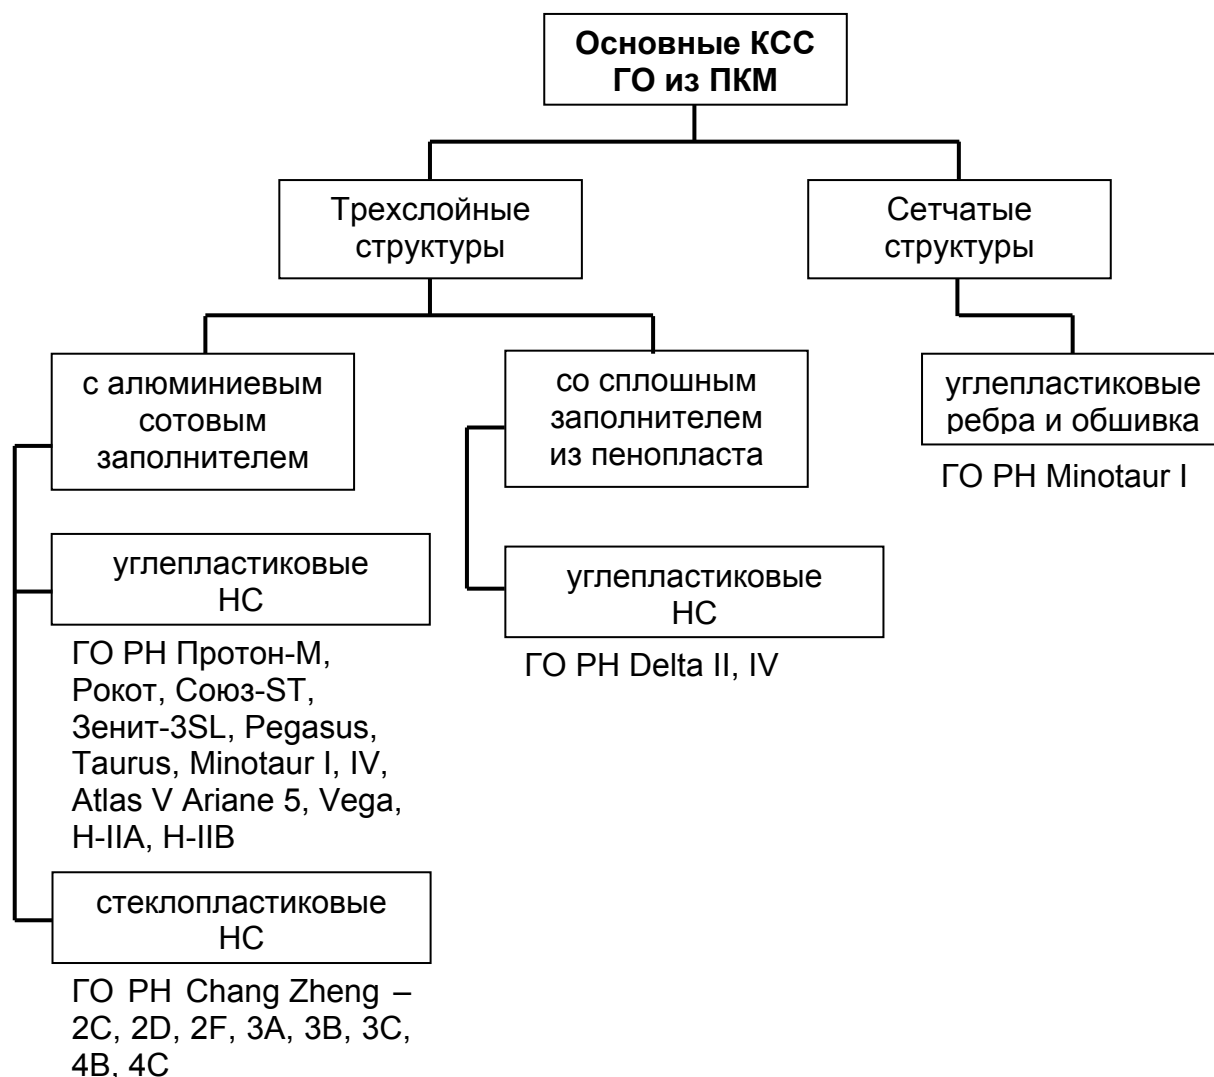 Основные КСС
ГО из ПКМ
Трехслойные
структуры
Сетчатые
структуры
с алюминиевым
сотовым
заполнителем
со сплошным
заполнителем
из пенопласта
углепластиковые
ребра и обшивка
ГО РН Minotaur I
углепластиковые
НС
ГО РН Протон-М,
Рокот, Союз-ST,
Зенит-3SL, Pegasus,
Taurus, Minotaur I, IV,
Atlas V Ariane 5, Vega,
H-IIA, H-IIB
углепластиковые
НС
ГО РН Delta II, IV
стеклопластиковые
НС
ГО РН Chang Zheng –
2C, 2D, 2F, 3A, 3B, 3C,
4B, 4C